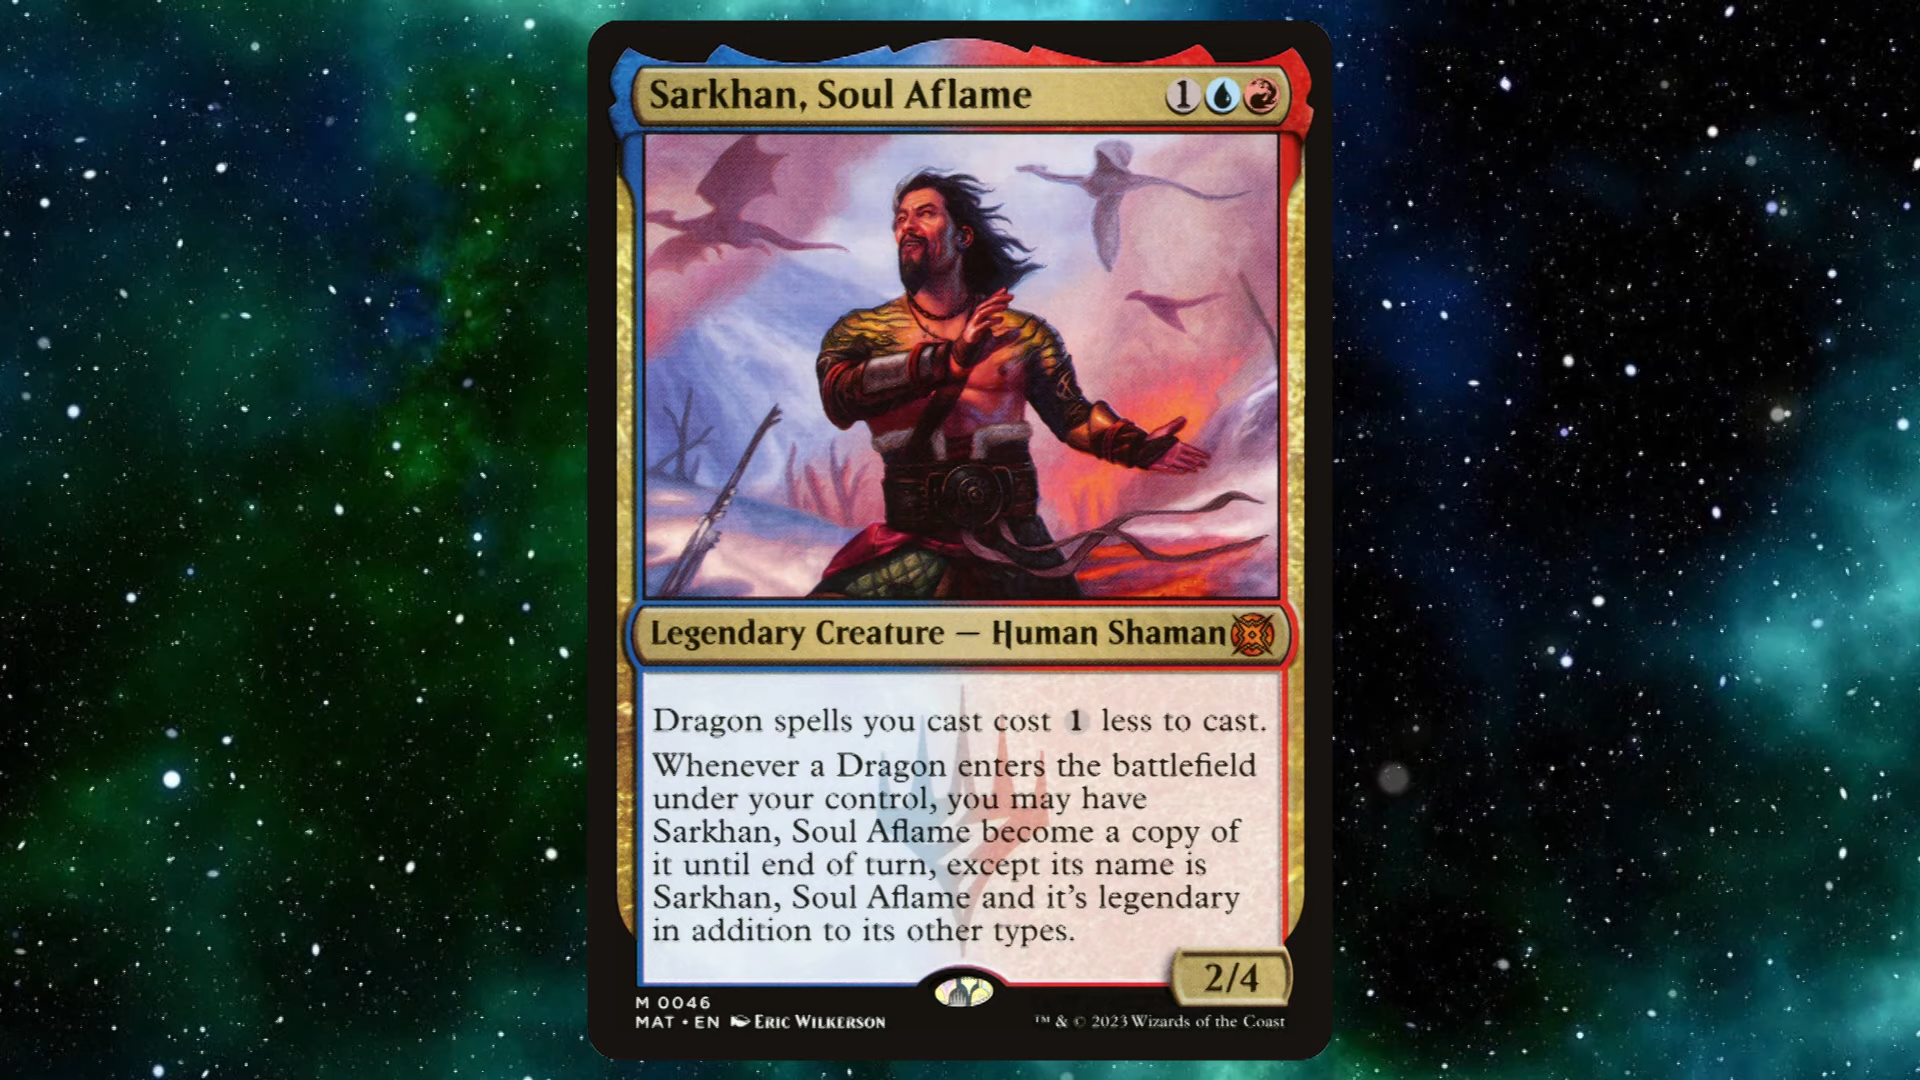 Sarkhan, Soul Aflame 1
Legendary Creature — Human Shaman
Dragon spells you cast cost 1 less to cast.
Whenever a Dragon enters the battlefield
under your control, you may have
Sarkhan, Soul Aflame become a copy of
it until end of turn, except its name is
Sarkhan, Soul Aflame and it's legendary
in addition to its other types.
2/4
M 0046
MAT • EN Eric Wilkerson
™ & © 2023 Wizards of the Coast